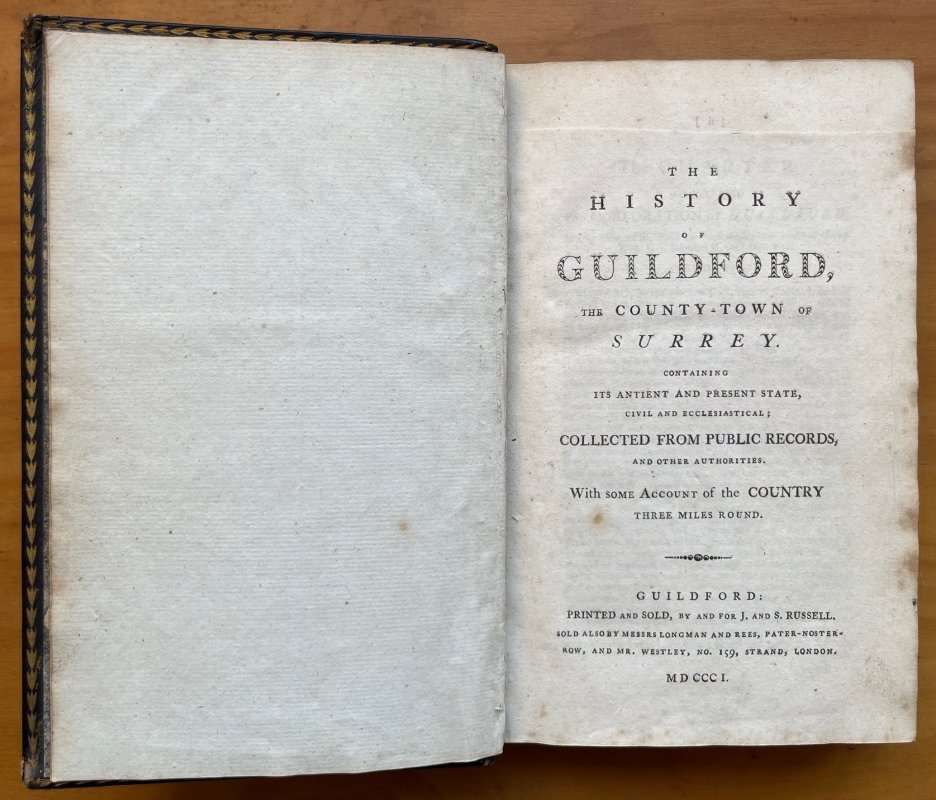 THE
HISTORY
OF
GUILDFORD,
THE COUNTY-TOWN OF
SURREY.
CONTAINING
ITS ANTIENT AND PRESENT STATE,
CIVIL AND ECCLESIASTICAL;
COLLECTED FROM PUBLIC RECORDS,
AND OTHER AUTHORITIES.
With SOME ACCOUNT of the COUNTRY
THREE MILES ROUND.
GUILDFORD:
PRINTED AND SOLD, BY AND FOR J. AND S. RUSSELL.
SOLD ALSO BY MESSRS LONGMAN AND REES, PATER-NOSTER-
ROW, AND MR. WESTLEY, NO. 159, STRAND, LONDON.
MDCCCI.